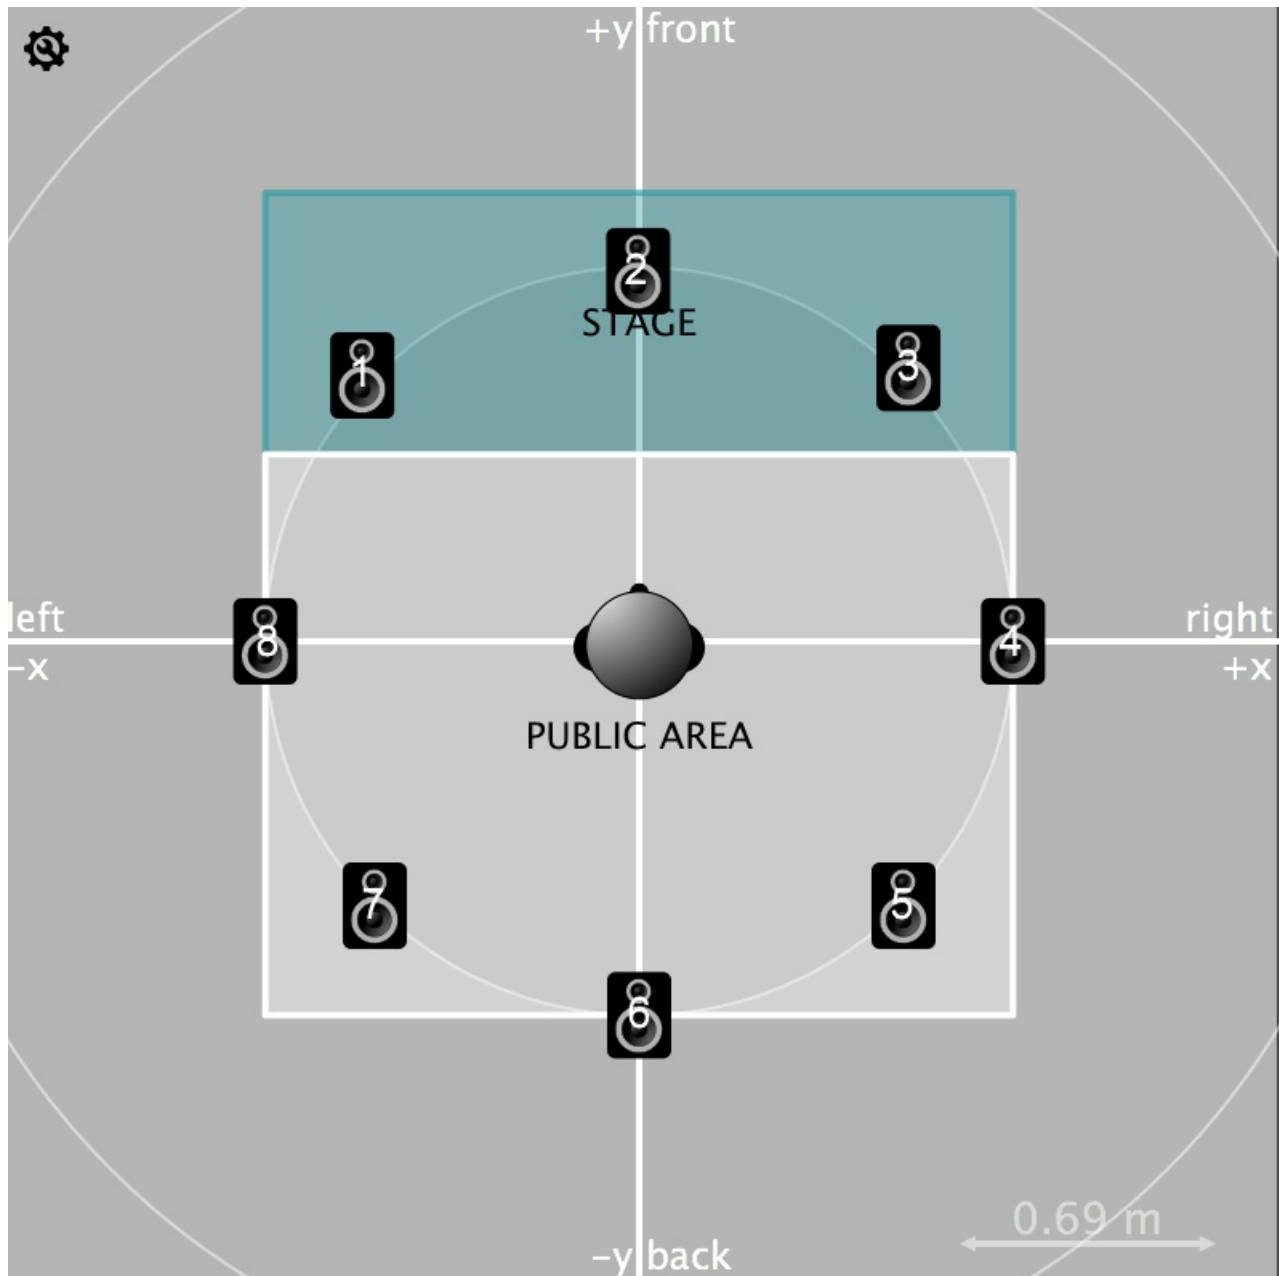 +y front
2
STAGE
1
3
left
right
8
4
-x
+x
PUBLIC AREA
7
5
6
0.69 m
-y back